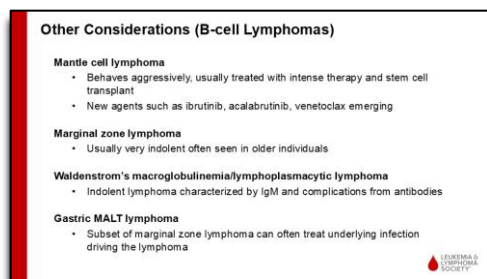 Other Considerations (B-cell Lymphomas)
Mantle cell lymphoma
• Behaves aggressively, usually treated with intense therapy and stem cell
transplant
• New agents such as ibrutinib, acalabrutinib, venetoclax emerging
Marginal zone lymphoma
• Usually very indolent often seen in older individuals
Waldenstrom's macroglobulinemia/lymphoplasmacytic lymphoma
• Indolent lymphoma characterized by IgM and complications from antibodies
Gastric MALT lymphoma
• Subset of marginal zone lymphoma can often treat underlying infection
driving the lymphoma
LEUKEMIA &
LYMPHOMA
SOCIETY